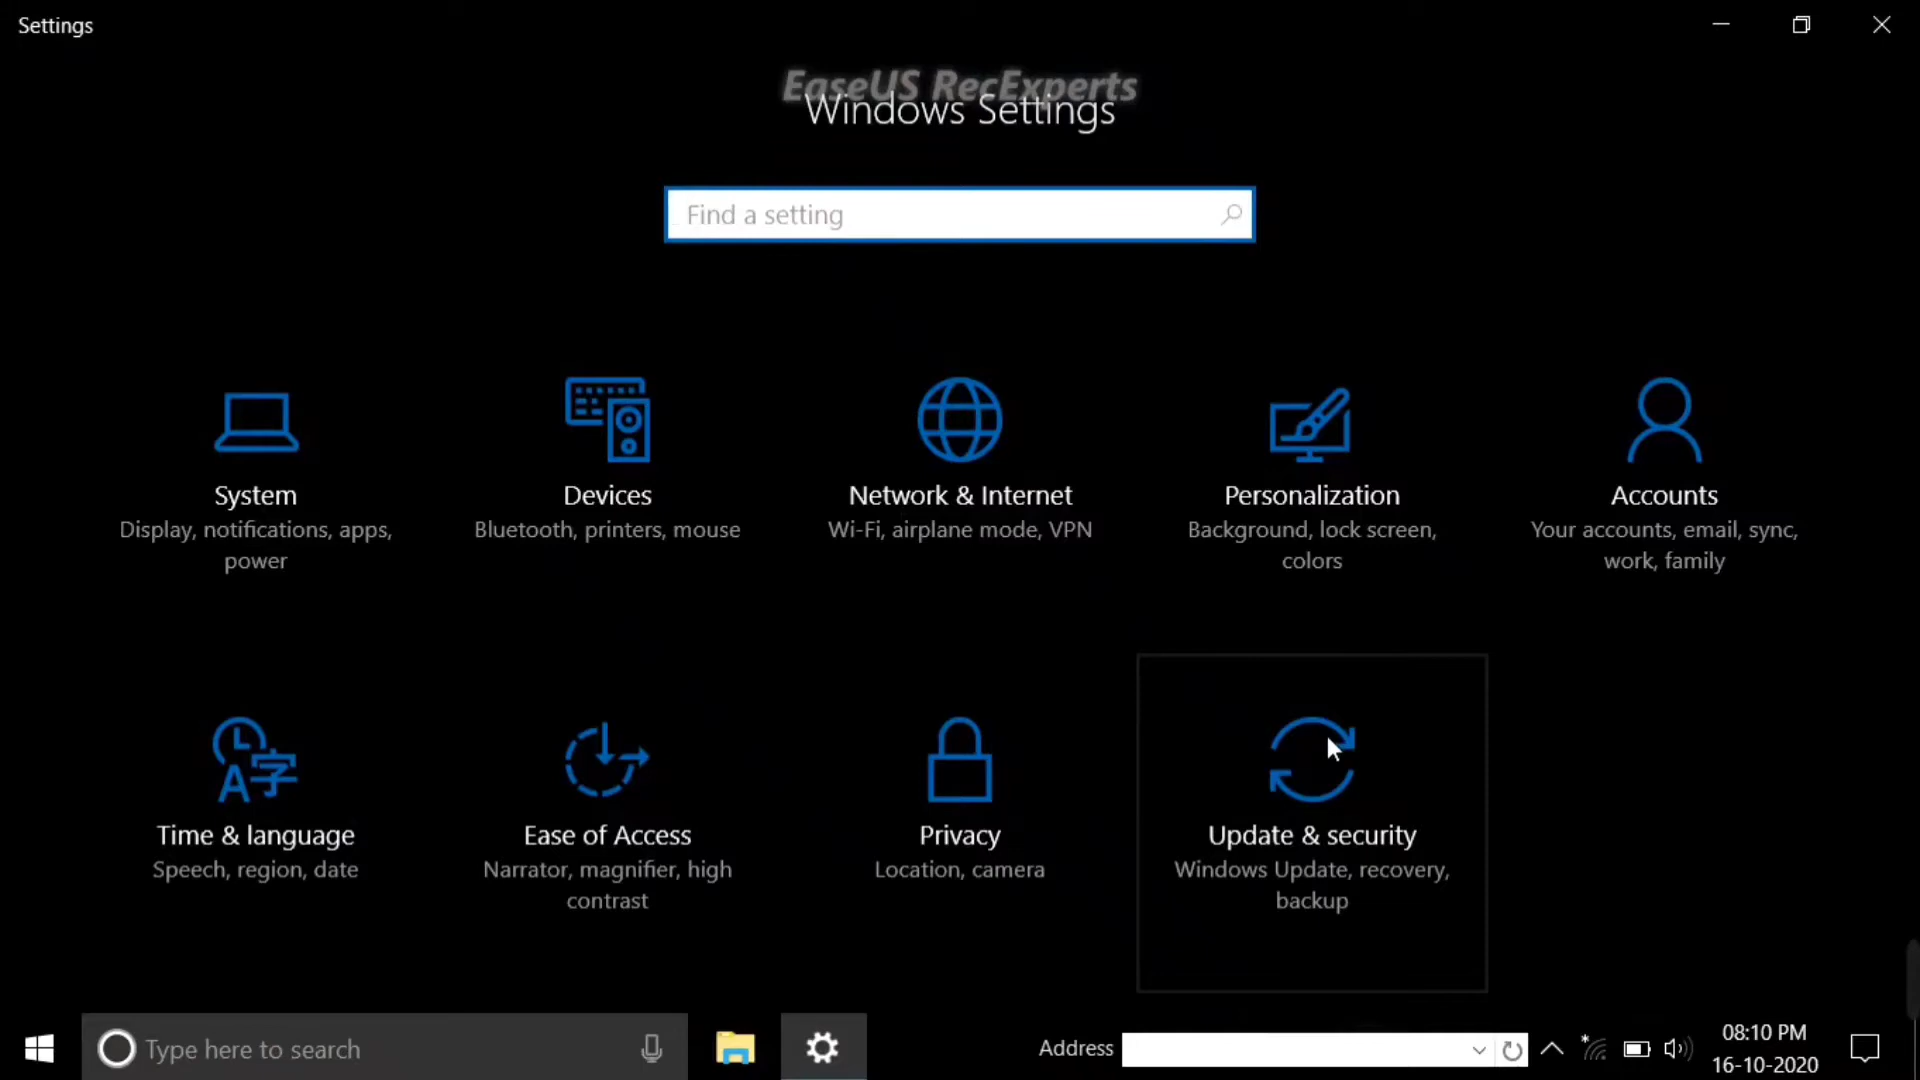 Settings
EaseUS RecExperts
Windows Settings
Find a setting
System
Display, notifications, apps,
power
Devices
Bluetooth, printers, mouse
Network & Internet
Wi-Fi, airplane mode, VPN
Personalization
Background, lock screen,
colors
Accounts
Your accounts, email, sync,
work, family
A字
Time & language
Speech, region, date
Ease of Access
Narrator, magnifier, high
contrast
Privacy
Location, camera
Update & security
Windows Update, recovery,
backup
Type here to search
Address
08:10 PM
16-10-2020